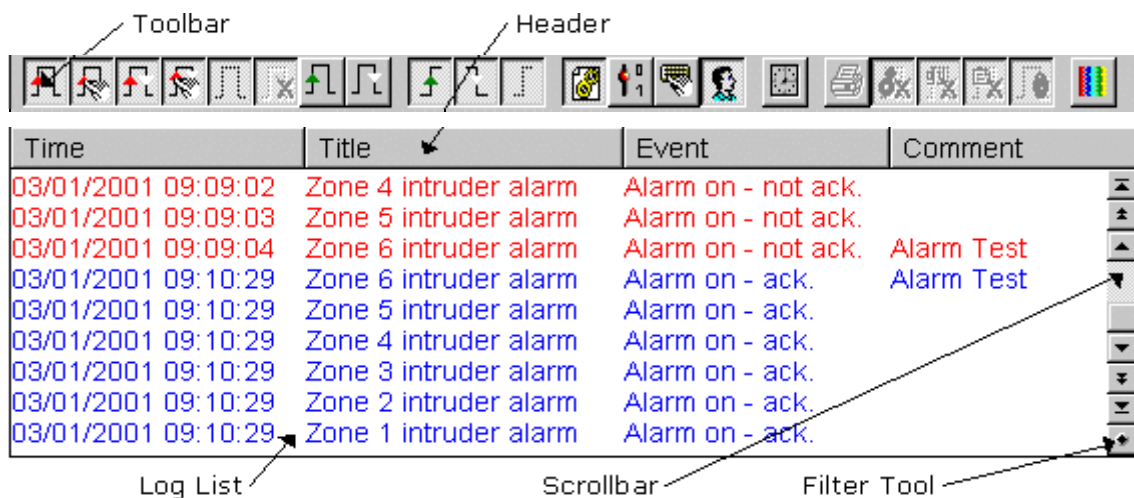 Toolbar Header
0
1
Time Title Event Comment
03/01/2001 09:09:02 Zone 4 intruder alarm Alarm on - not ack.
03/01/2001 09:09:03 Zone 5 intruder alarm Alarm on - not ack.
03/01/2001 09:09:04 Zone 6 intruder alarm Alarm on - not ack. Alarm Test
03/01/2001 09:10:29 Zone 6 intruder alarm Alarm on - ack. Alarm Test
03/01/2001 09:10:29 Zone 5 intruder alarm Alarm on - ack.
03/01/2001 09:10:29 Zone 4 intruder alarm Alarm on - ack.
03/01/2001 09:10:29 Zone 3 intruder alarm Alarm on - ack.
03/01/2001 09:10:29 Zone 2 intruder alarm Alarm on - ack.
03/01/2001 09:10:29 Zone 1 intruder alarm Alarm on - ack.
Log List Scrollbar Filter Tool